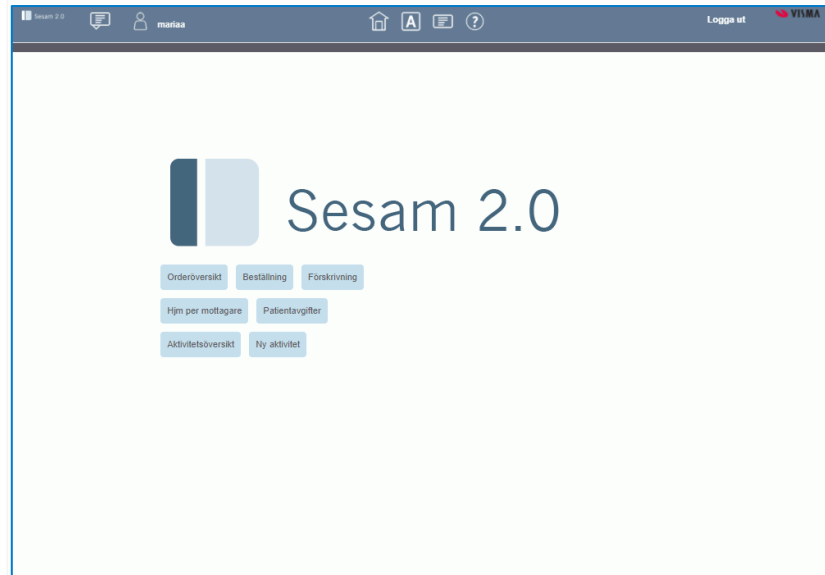 Sesam 2.0
mariaa
A
?
Logga ut
VISMA
Sesam 2.0
Orderöversikt Beställning Förskrivning
Hjm per mottagare Patientavgifter
Aktivitetsöversikt Ny aktivitet